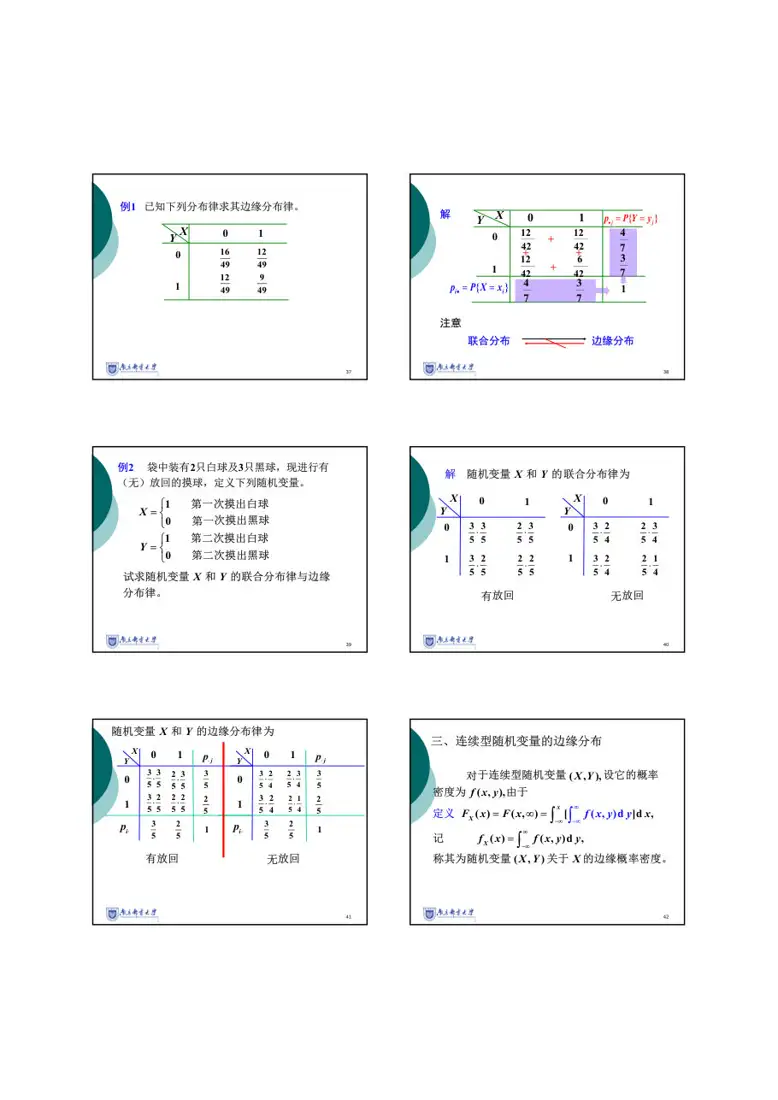 例1 已知下列分布律求其边缘分布律。
Y X 0 1
0 16/49 12/49
1 12/49 9/49
37
解
Y X 0 1 p•j = P{Y = yj}
0 12/42 + 12/42 4/7
+ +
1 12/42 + 6/42 3/7
pi• = P{X = xi} 4/7 3/7 1
注意
联合分布 边缘分布
38
例2 袋中装有2只白球及3只黑球，现进行有
（无）放回的摸球，定义下列随机变量。
X = { 1 第一次摸出白球
0 第一次摸出黑球
Y = { 1 第二次摸出白球
0 第二次摸出黑球
试求随机变量 X 和 Y 的联合分布律与边缘
分布律。
39
解 随机变量 X 和 Y 的联合分布律为
Y X 0 1
0 3/5·3/5 2/5·3/5
1 3/5·2/5 2/5·2/5
有放回
Y X 0 1
0 3/5·2/4 2/5·3/4
1 3/5·2/4 2/5·1/4
无放回
40
随机变量 X 和 Y 的边缘分布律为
Y X 0 1 p·j
0 3/5·3/5 2/5·3/5 3/5
1 3/5·2/5 2/5·2/5 2/5
pi· 3/5 2/5 1
有放回
Y X 0 1 p·j
0 3/5·2/4 2/5·3/4 3/5
1 3/5·2/4 2/5·1/4 2/5
pi· 3/5 2/5 1
无放回
41
三、连续型随机变量的边缘分布
对于连续型随机变量 (X,Y), 设它的概率
密度为 f(x, y), 由于
定义 FX(x) = F(x,∞) = ∫_{-∞}^{x} [∫_{-∞}^{∞} f(x, y) d y] d x,
记 fX(x) = ∫_{-∞}^{∞} f(x, y) d y,
称其为随机变量 (X, Y) 关于 X 的边缘概率密度。
42